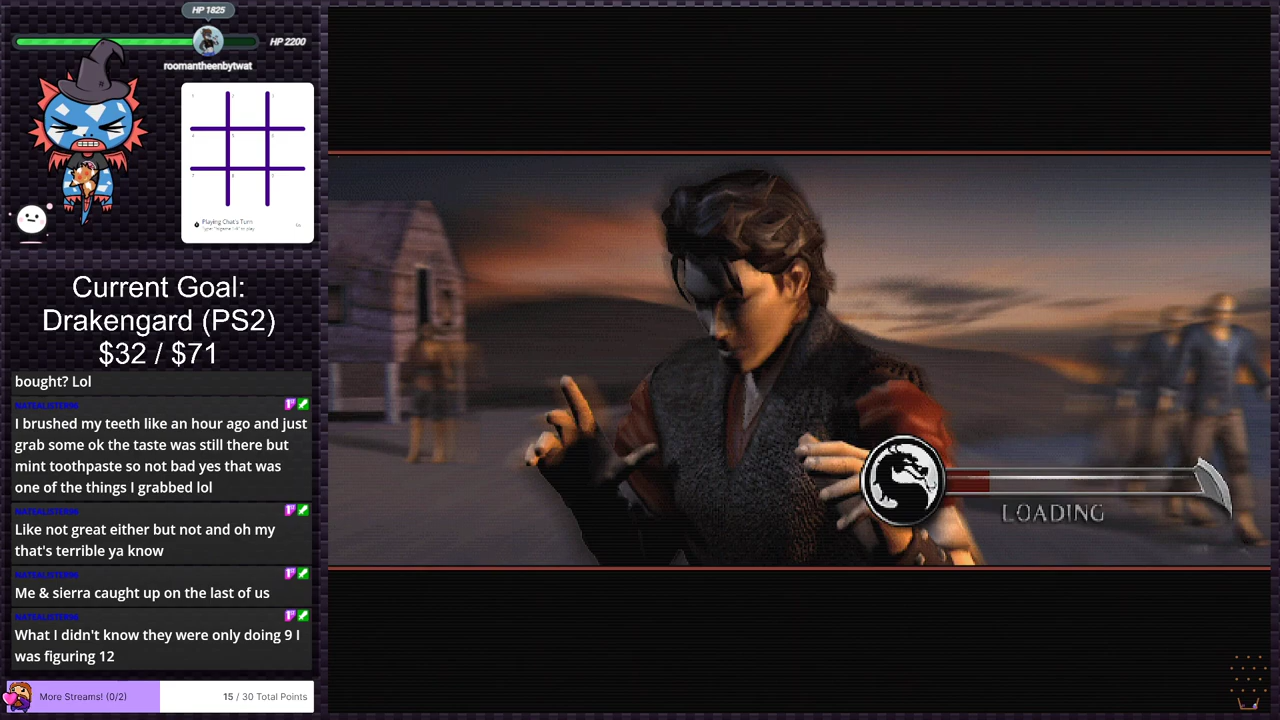 HP 1825
HP 2200
roomantheenbytwat
Playing Chat's Turn
Current Goal:
Drakengard (PS2)
$32 / $71
bought? Lol
I brushed my teeth like an hour ago and just
grab some ok the taste was still there but
mint toothpaste so not bad yes that was
one of the things I grabbed lol
Like not great either but not and oh my
that's terrible ya know
Me & sierra caught up on the last of us
What I didn't know they were only doing 9 I
was figuring 12
More Streams! (0/2)
15 / 30 Total Points
LOADING